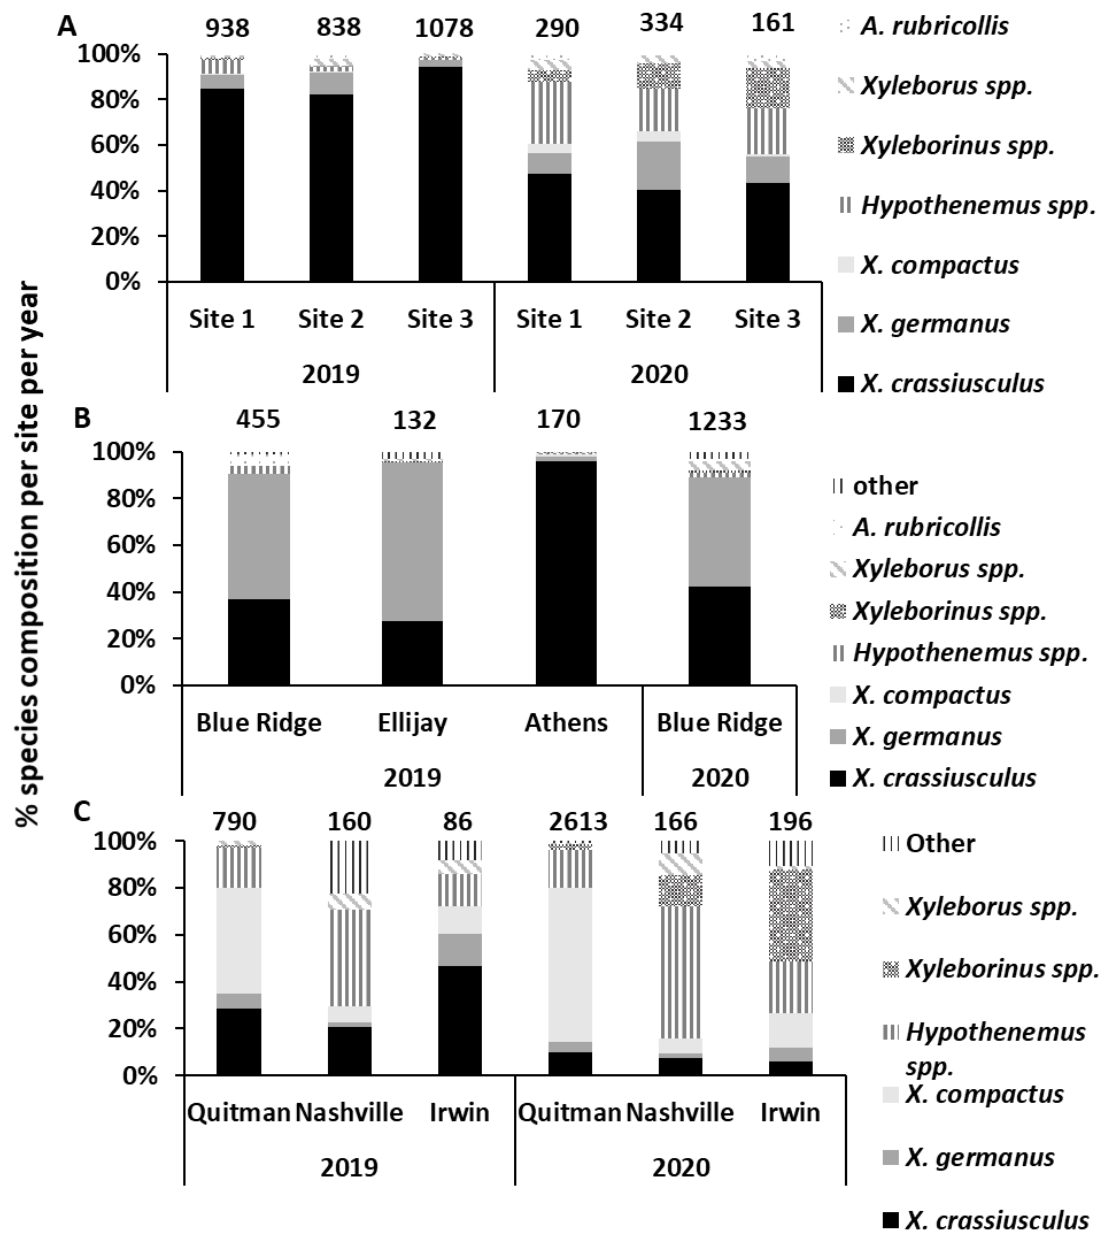 % species composition per site per year
A
938 838 1078 290 334 161
100%
80%
60%
40%
20%
0%
Site 1 Site 2 Site 3 Site 1 Site 2 Site 3
2019 2020
A. rubricollis
Xyleborus spp.
Xyleborinus spp.
Hypothenemus spp.
X. compactus
X. germanus
X. crassiusculus
B
455 132 170 1233
100%
80%
60%
40%
20%
0%
Blue Ridge Ellijay Athens Blue Ridge
2019 2020
other
A. rubricollis
Xyleborus spp.
Xyleborinus spp.
Hypothenemus spp.
X. compactus
X. germanus
X. crassiusculus
C
790 160 86 2613 166 196
100%
80%
60%
40%
20%
0%
Quitman Nashville Irwin Quitman Nashville Irwin
2019 2020
Other
Xyleborus spp.
Xyleborinus spp.
Hypothenemus
spp.
X. compactus
X. germanus
X. crassiusculus